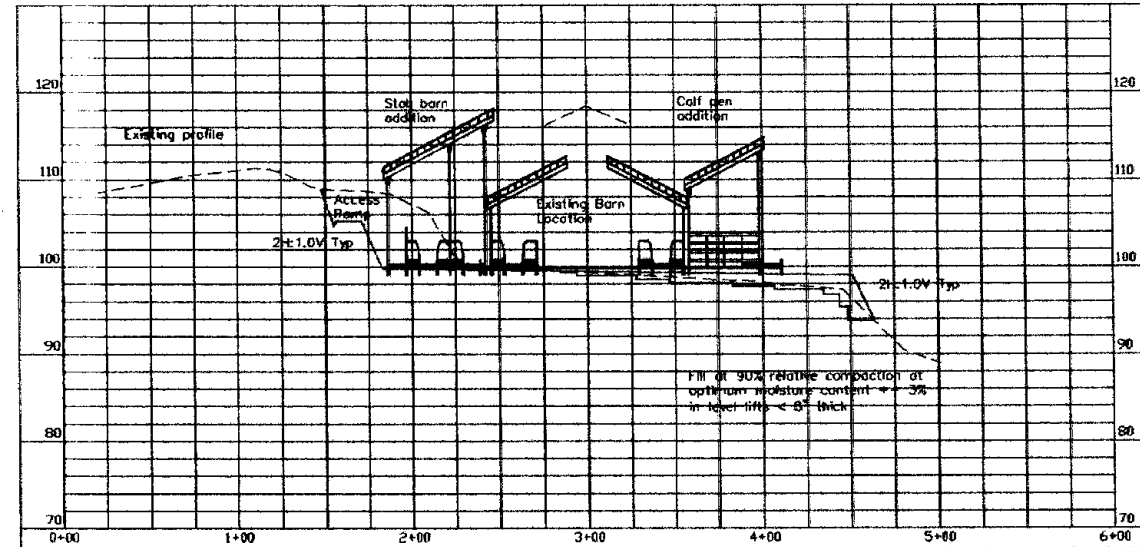 120
120
Stab barn
addition
Calf pen
addition
Existing profile
110
110
Access
Ramp
Existing Barn
Location
2H:1.0V Typ
100
100
2H:1.0V Typ
90
90
Fill at 90% relative compaction at
optimum moisture content +- 3%
in level lifts < 8" thick
80
80
70
70
0+00
1+00
2+00
3+00
4+00
5+00
6+00